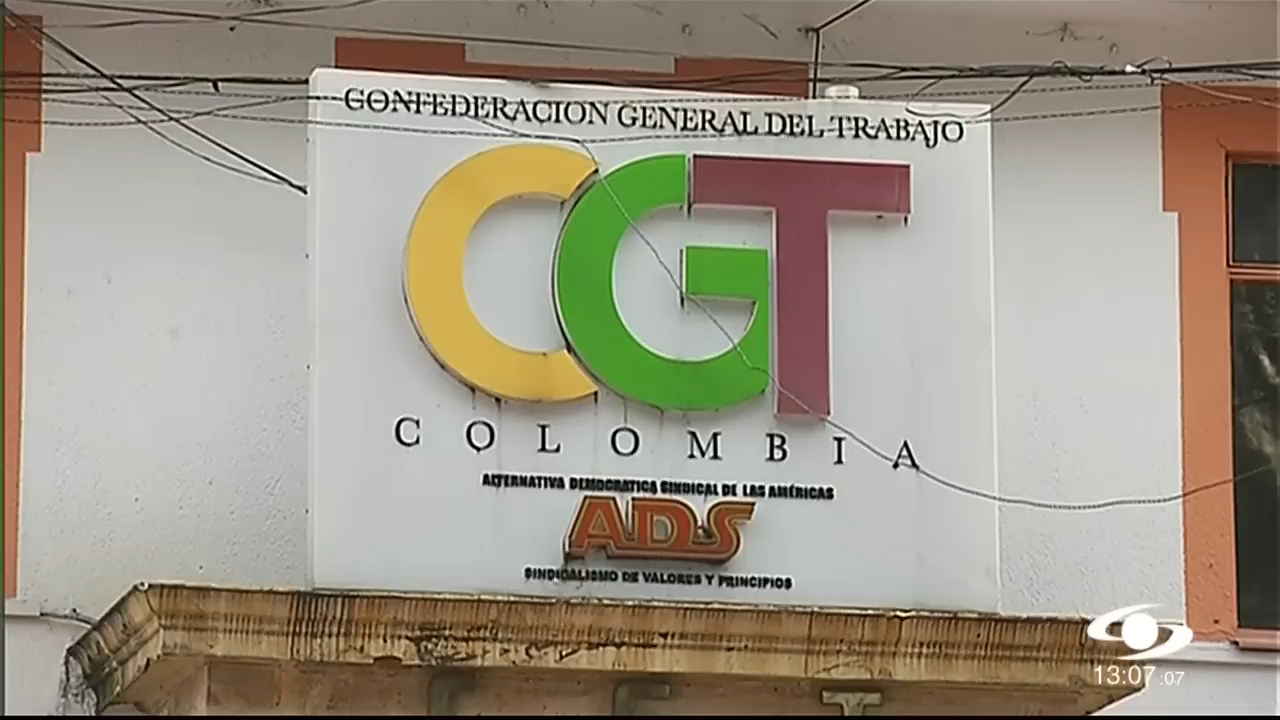 CONFEDERACION GENERAL DEL TRABAJO
CGT
COLOMBIA
ALTERNATIVA DEMOCRATICA SINDICAL DE LAS AMÉRICAS
ADS
SINDICALISMO DE VALORES Y PRINCIPIOS
13:07:07